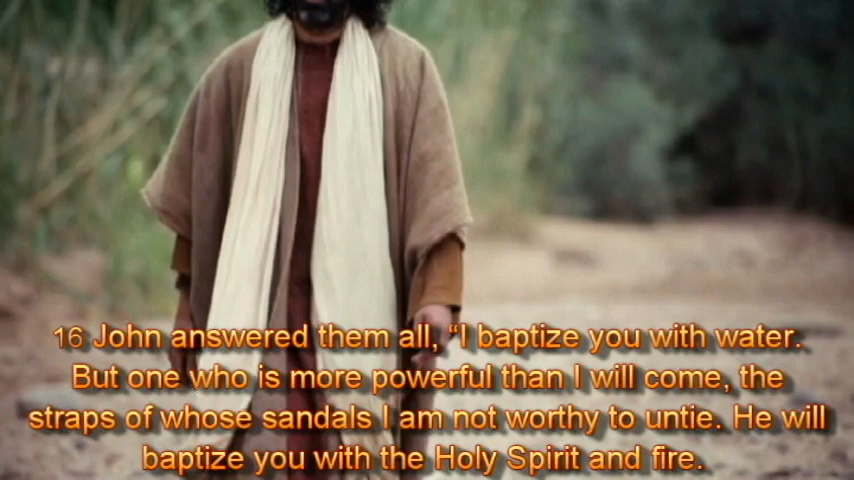 16 John answered them all, “I baptize you with water.
But one who is more powerful than I will come, the
straps of whose sandals I am not worthy to untie. He will
baptize you with the Holy Spirit and fire.